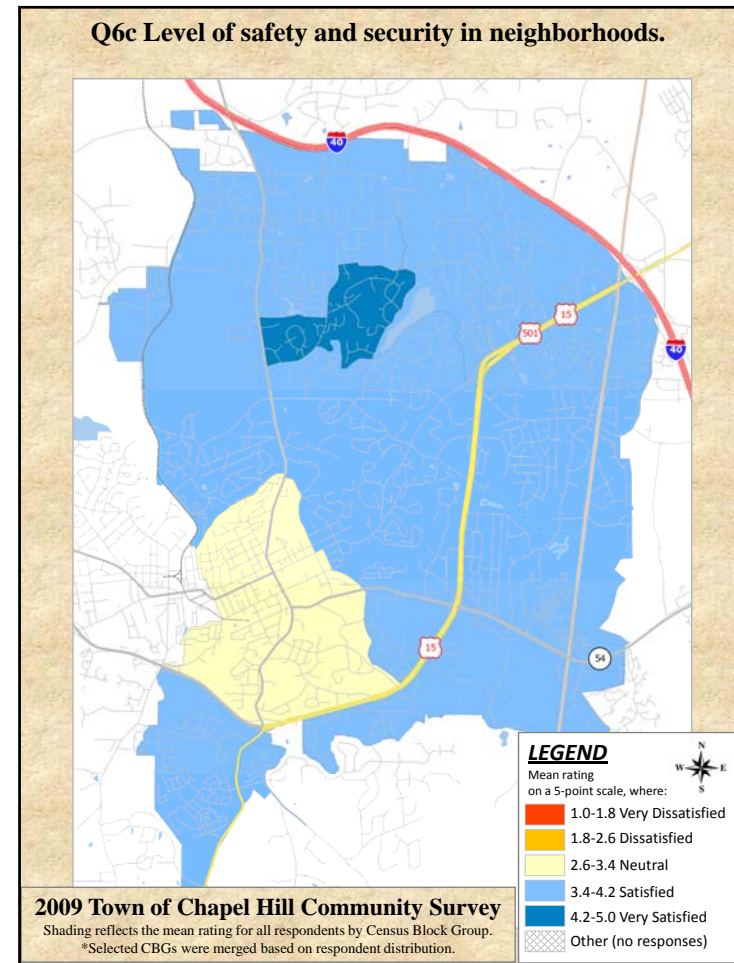 Q6c Level of safety and security in neighborhoods.
40
15
501
40
15
54
LEGEND
N
W E
S
Mean rating
on a 5-point scale, where:
1.0-1.8 Very Dissatisfied
1.8-2.6 Dissatisfied
2.6-3.4 Neutral
3.4-4.2 Satisfied
4.2-5.0 Very Satisfied
Other (no responses)
2009 Town of Chapel Hill Community Survey
Shading reflects the mean rating for all respondents by Census Block Group.
*Selected CBGs were merged based on respondent distribution.